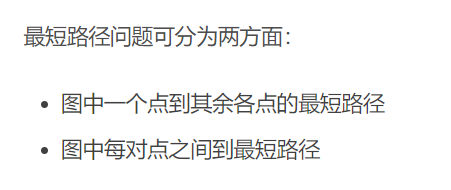 最短路径问题可分为两方面：
• 图中一个点到其余各点的最短路径
• 图中每对点之间到最短路径